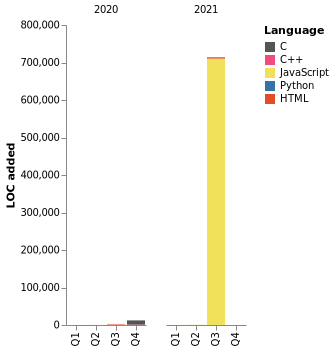 2020
2021
Language
C
C++
JavaScript
Python
HTML
LOC added
800,000
700,000
600,000
500,000
400,000
300,000
200,000
100,000
0
Q1
Q2
Q3
Q4
Q1
Q2
Q3
Q4